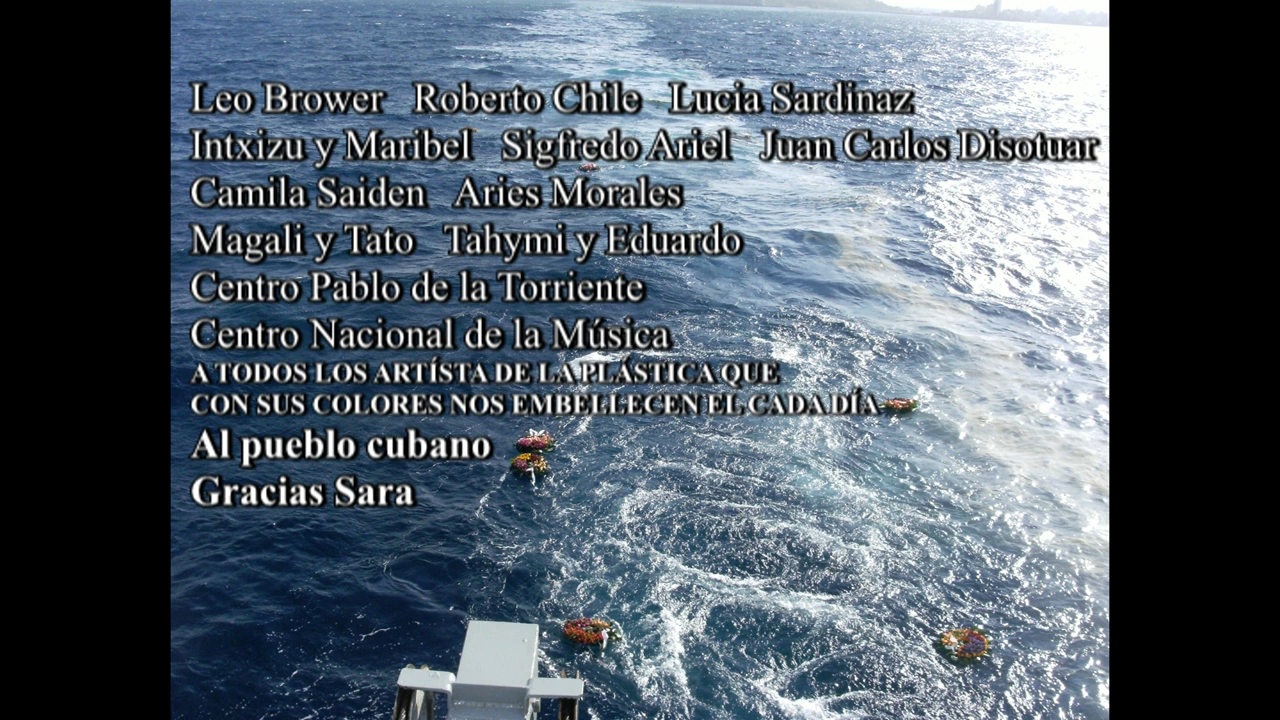 Leo Brower Roberto Chile Lucia Sardinaz
Intxizu y Maribel Sigfredo Ariel Juan Carlos Disotuar
Camila Saiden Aries Morales
Magali y Tato Tahymi y Eduardo
Centro Pablo de la Torriente
Centro Nacional de la Música
A TODOS LOS ARTÍSTA DE LA PLÁSTICA QUE
CON SUS COLORES NOS EMBELLECEN EL CADA DÍA
Al pueblo cubano
Gracias Sara